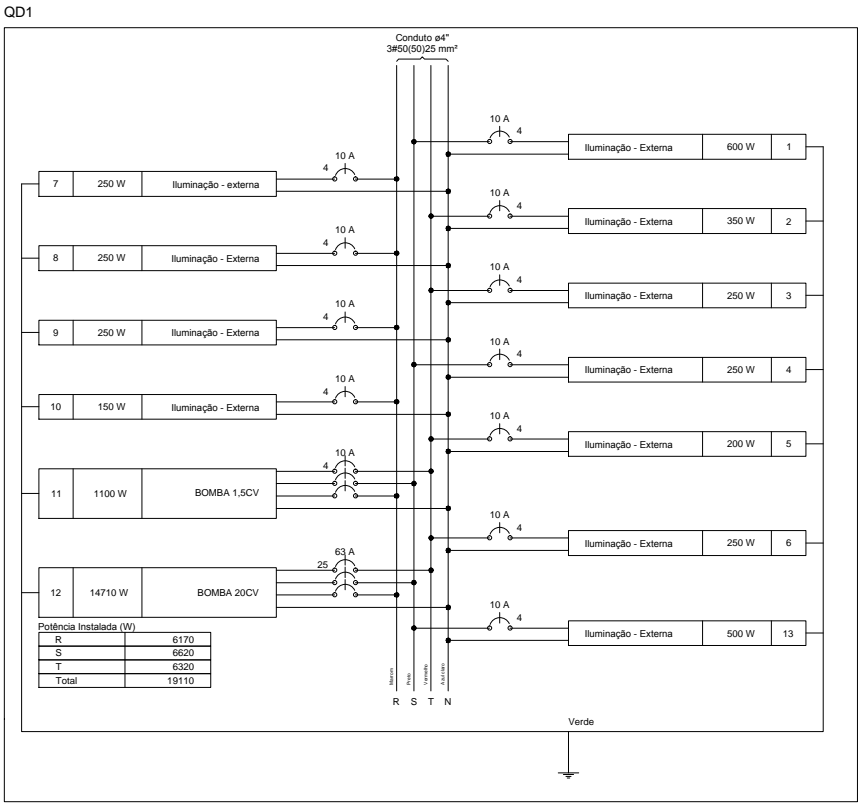 QD1
Conduto ø4"
3#50(50)25 mm²
10 A
4
Iluminação - Externa 600 W 1
10 A
4
7 250 W Iluminação - externa
10 A
4
Iluminação - Externa 350 W 2
10 A
4
8 250 W Iluminação - Externa
10 A
4
Iluminação - Externa 250 W 3
10 A
4
9 250 W Iluminação - Externa
10 A
4
Iluminação - Externa 250 W 4
10 A
4
10 150 W Iluminação - Externa
10 A
4
Iluminação - Externa 200 W 5
10 A
4
11 1100 W BOMBA 1,5CV
10 A
4
Iluminação - Externa 250 W 6
63 A
25
12 14710 W BOMBA 20CV
10 A
4
Iluminação - Externa 500 W 13
Potência Instalada (W)
R 6170
S 6620
T 6320
Total 19110
Marrom
Preto
Vermelho
Azul claro
R S T N
Verde